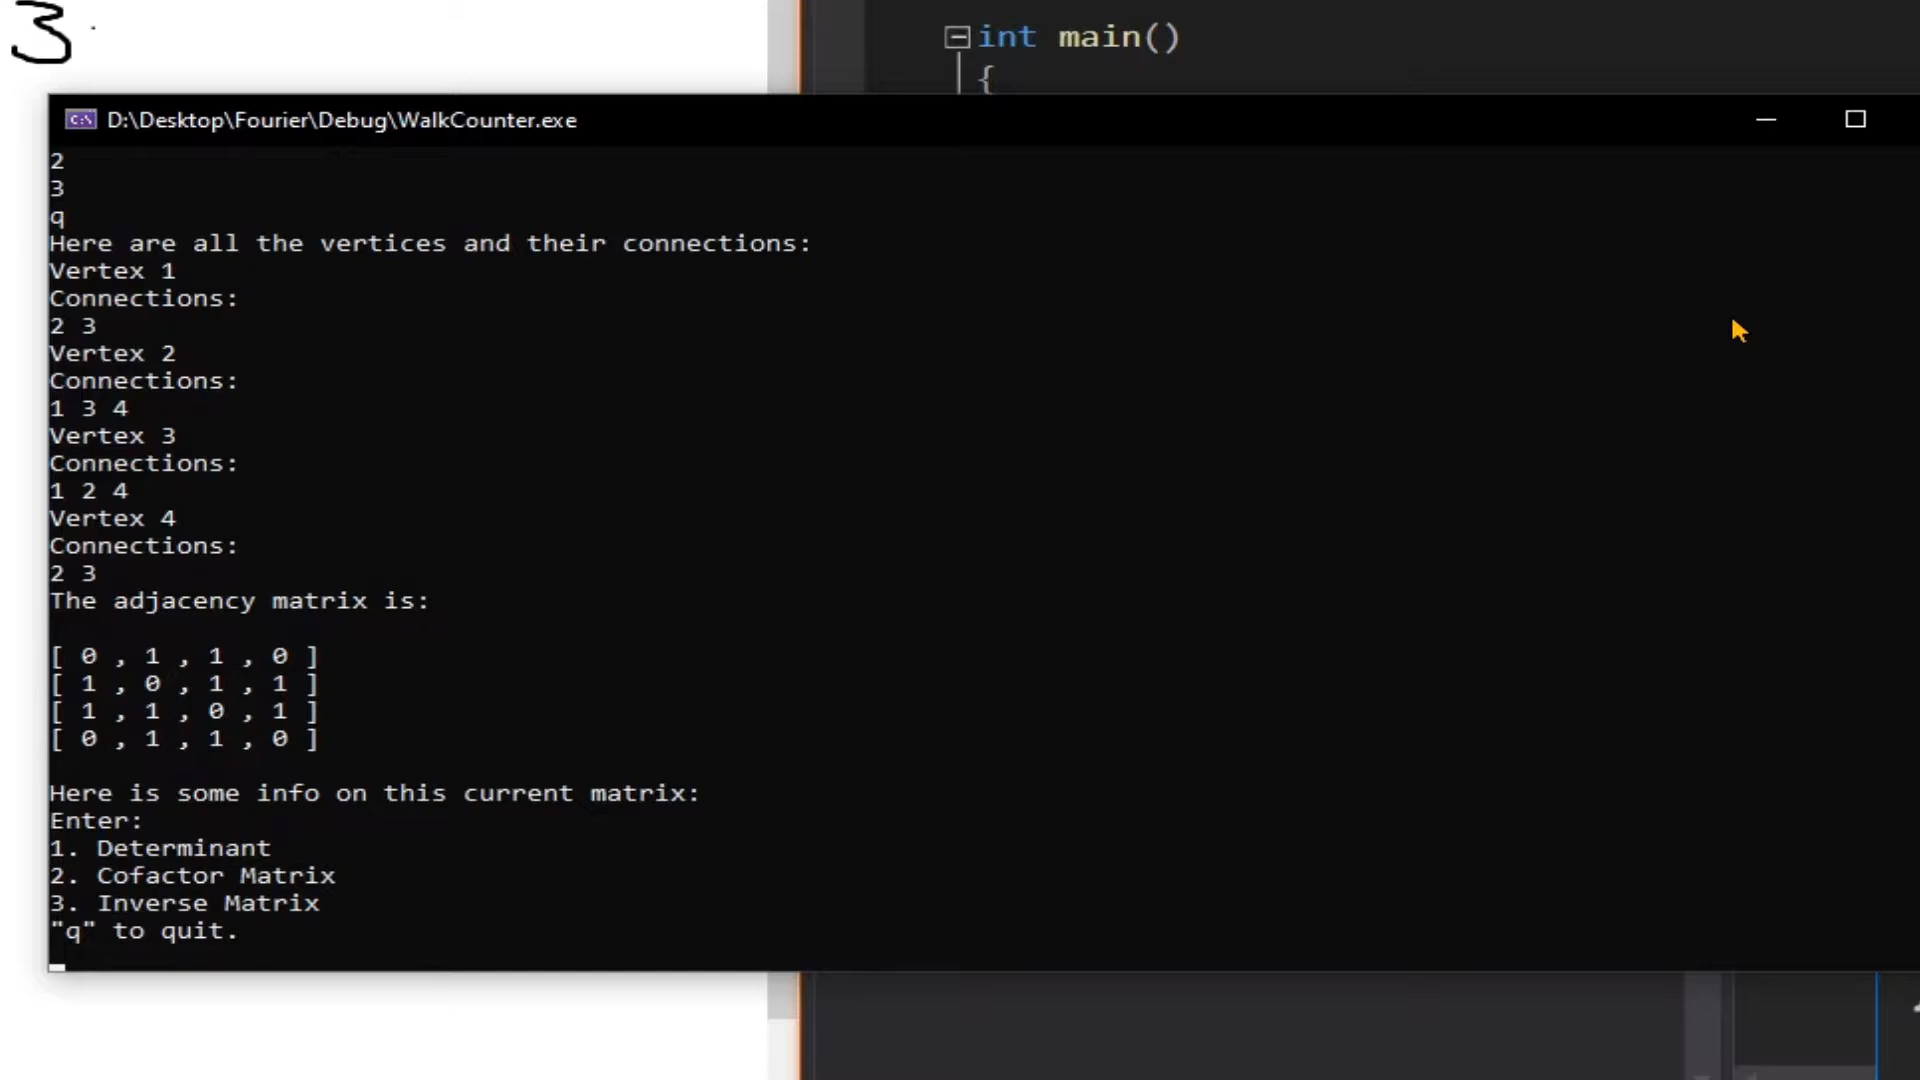 3
int main()
{
D:\Desktop\Fourier\Debug\WalkCounter.exe
2
3
q
Here are all the vertices and their connections:
Vertex 1
Connections:
2 3
Vertex 2
Connections:
1 3 4
Vertex 3
Connections:
1 2 4
Vertex 4
Connections:
2 3
The adjacency matrix is:
[ 0 , 1 , 1 , 0 ]
[ 1 , 0 , 1 , 1 ]
[ 1 , 1 , 0 , 1 ]
[ 0 , 1 , 1 , 0 ]
Here is some info on this current matrix:
Enter:
1. Determinant
2. Cofactor Matrix
3. Inverse Matrix
"q" to quit.